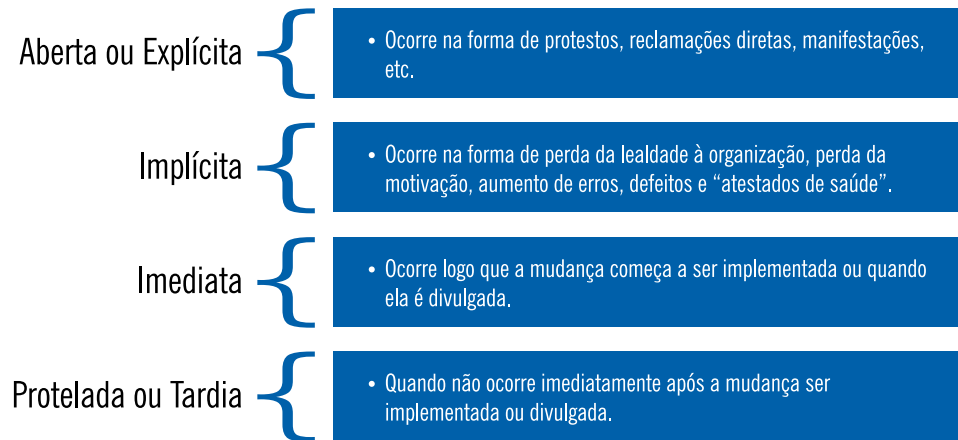 Aberta ou Explícita
• Ocorre na forma de protestos, reclamações diretas, manifestações,
etc.
Implícita
• Ocorre na forma de perda da lealdade à organização, perda da
motivação, aumento de erros, defeitos e “atestados de saúde”.
Imediata
• Ocorre logo que a mudança começa a ser implementada ou quando
ela é divulgada.
Protelada ou Tardia
• Quando não ocorre imediatamente após a mudança ser
implementada ou divulgada.